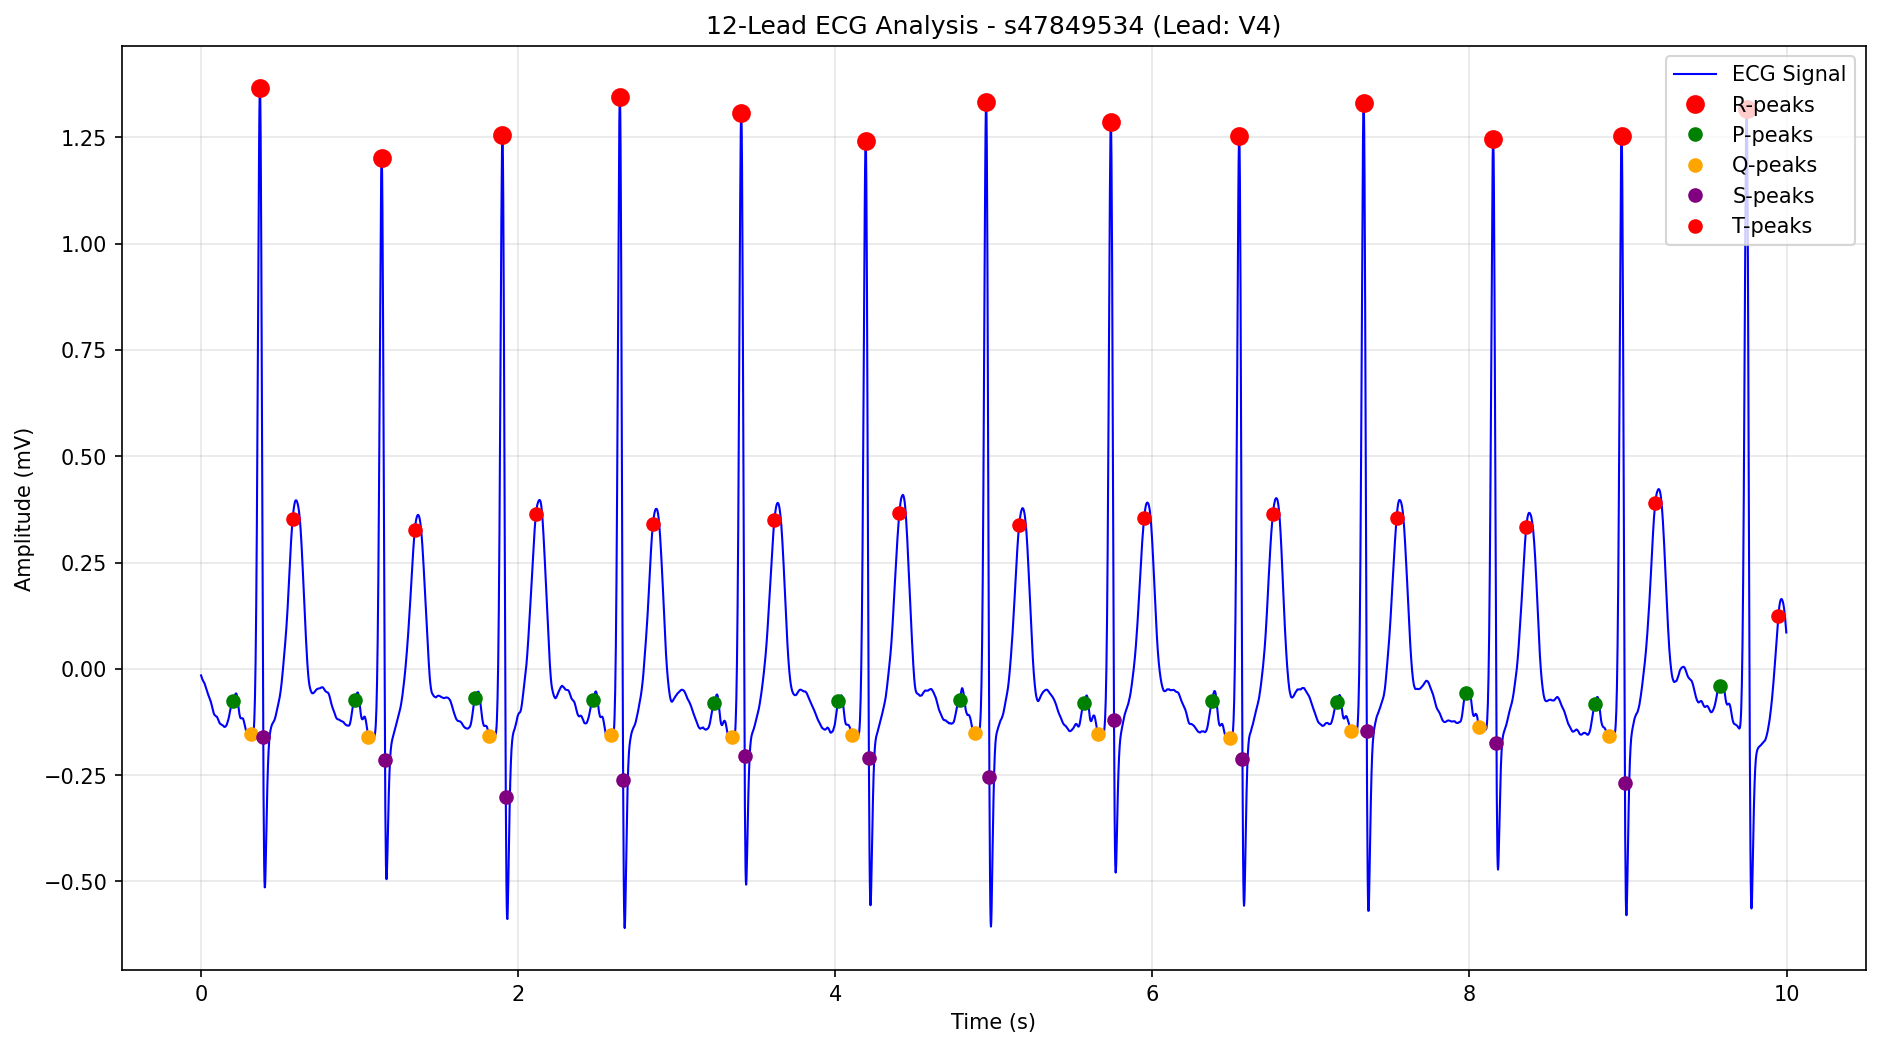 12-Lead ECG Analysis - s47849534 (Lead: V4)
ECG Signal
R-peaks
P-peaks
Q-peaks
S-peaks
T-peaks
Amplitude (mV)
1.25
1.00
0.75
0.50
0.25
0.00
−0.25
−0.50
0 2 4 6 8 10
Time (s)